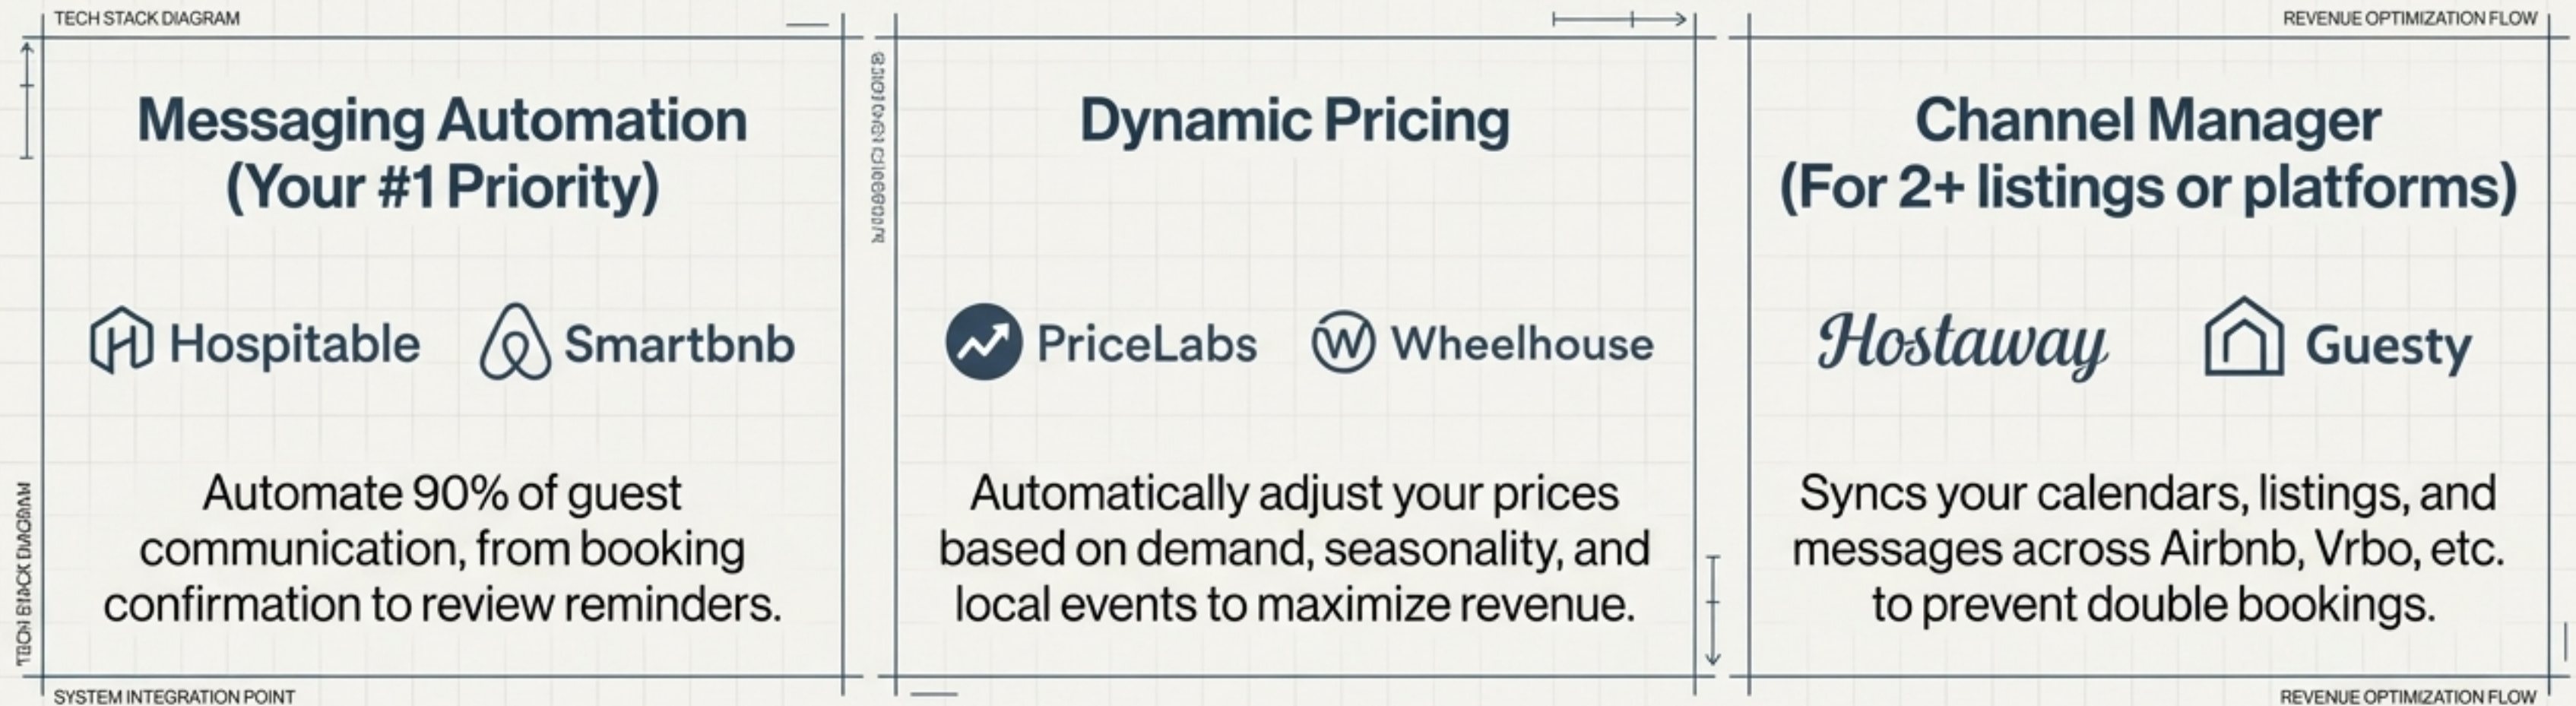 TECH STACK DIAGRAM
REVENUE OPTIMIZATION FLOW
Messaging Automation
(Your #1 Priority)
Hospitable
Smartbnb
Automate 90% of guest
communication, from booking
confirmation to review reminders.
Dynamic Pricing
PriceLabs
Wheelhouse
Automatically adjust your prices
based on demand, seasonality, and
local events to maximize revenue.
Channel Manager
(For 2+ listings or platforms)
Hostaway
Guesty
Syncs your calendars, listings, and
messages across Airbnb, Vrbo, etc.
to prevent double bookings.
SYSTEM INTEGRATION POINT
REVENUE OPTIMIZATION FLOW